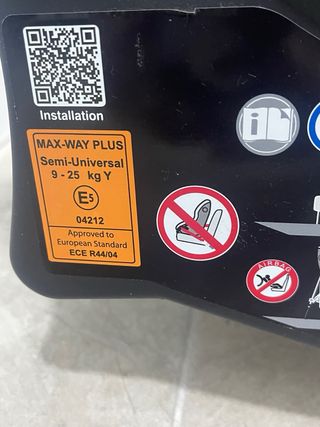 Installation
MAX-WAY PLUS
Semi-Universal
9 - 25 kg Y
E5
04212
Approved to
European Standard
ECE R44/04
i
AIRBAG